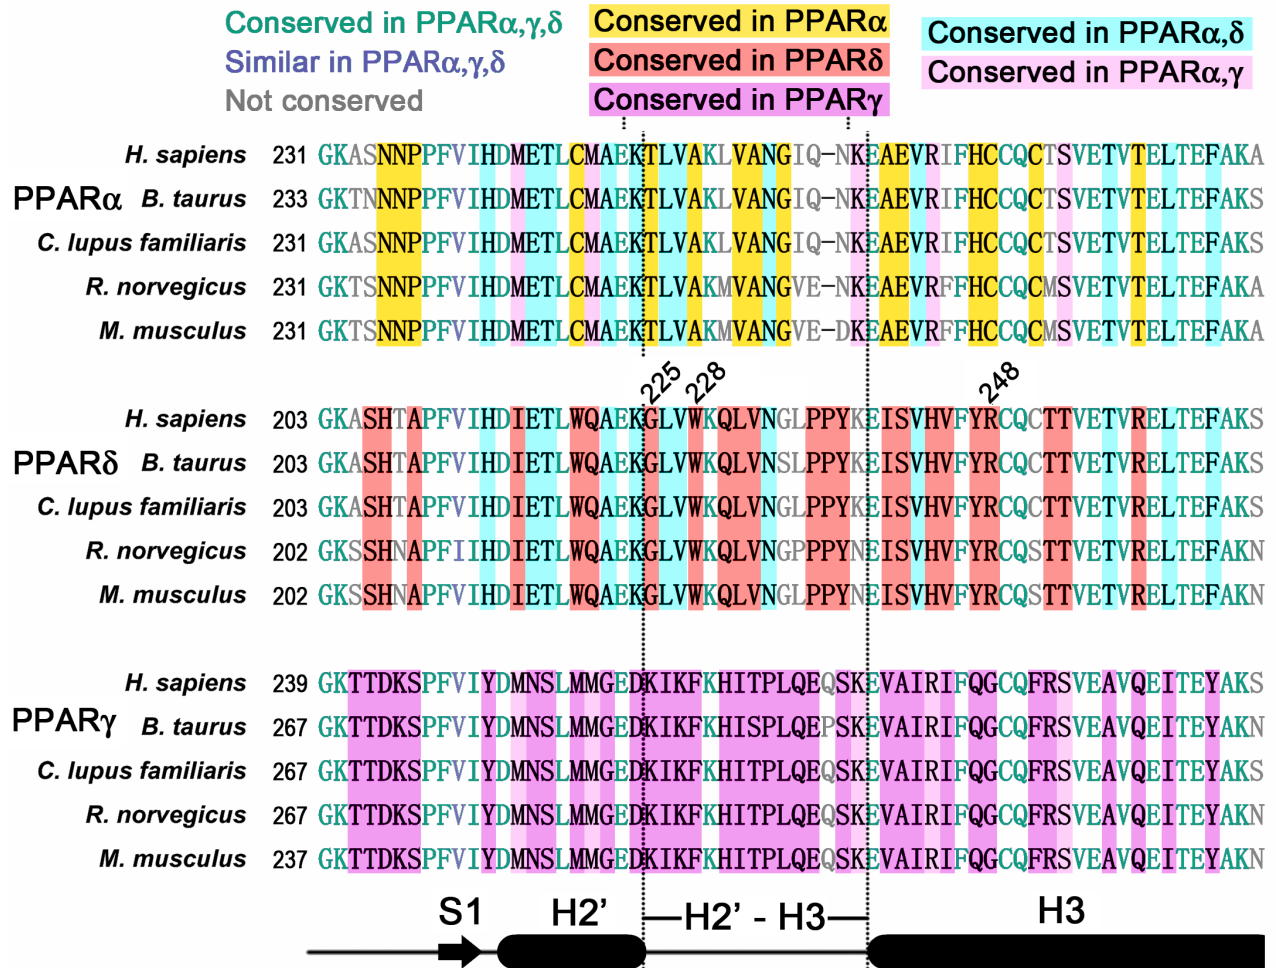 Conserved in PPARα,γ,δ
Similar in PPARα,γ,δ
Not conserved
Conserved in PPARα
Conserved in PPARδ
Conserved in PPARγ
Conserved in PPARα,δ
Conserved in PPARα,γ
PPARα
H. sapiens 231 GKASNNPPFVIHDMETLCMAEKTLVAKLVANGIQ-NKEAEVRIFHCCQCTSVETVTELTEFAKA
B. taurus 233 GKTNNNPPFVIHDMETLCMAEKTLVAKLVANGIQ-NKEAEVRIFHCCQCTSVETVTELTEFAKS
C. lupus familiaris 231 GKASNNPPFVIHDMETLCMAEKTLVAKLVANGIQ-NKEAEVRIFHCCQCTSVETVTELTEFAKS
R. norvegicus 231 GKTSNNPPFVIHDMETLCMAEKTLVAKMVANGVE-NKEAEVRFFHCCQCMSVETVTELTEFAKA
M. musculus 231 GKTSNNPPFVIHDMETLCMAEKTLVAKMVANGVE-DKEAEVRFFHCCQCMSVETVTELTEFAKA
225 228 248
PPARδ
H. sapiens 203 GKASHTAPFVIHDIETLWQAEKGLVWKQLVNGLPPYKEISVHVFYRCQCTTVETVRELTEFAKS
B. taurus 203 GKASHTAPFVIHDIETLWQAEKGLVWKQLVNSLPPYKEISVHVFYRCQCTTVETVRELTEFAKS
C. lupus familiaris 203 GKASHTAPFVIHDIETLWQAEKGLVWKQLVNGLPPYKEISVHVFYRCQCTTVETVRELTEFAKS
R. norvegicus 202 GKSSHNAPFIIHDIETLWQAEKGLVWKQLVNGPPPYNEISVHVFYRCQSTTVETVRELTEFAKN
M. musculus 202 GKSSHNAPFVIHDIETLWQAEKGLVWKQLVNGLPPYNEISVHVFYRCQSTTVETVRELTEFAKN
PPARγ
H. sapiens 239 GKTTDKSPFVIYDMNSLMMGEDKIKFKHITPLQEQSKEVAIRIFQGCQFRSVEAVQEITEYAKS
B. taurus 267 GKTTDKSPFVIYDMNSLMMGEDKIKFKHISPLQEPSKEVAIRIFQGCQFRSVEAVQEITEYAKN
C. lupus familiaris 267 GKTTDKSPFVIYDMNSLMMGEDKIKFKHITPLQEQSKEVAIRIFQGCQFRSVEAVQEITEYAKS
R. norvegicus 267 GKTTDKSPFVIYDMNSLMMGEDKIKFKHITPLQEQSKEVAIRIFQGCQFRSVEAVQEITEYAKN
M. musculus 237 GKTTDKSPFVIYDMNSLMMGEDKIKFKHITPLQEQSKEVAIRIFQGCQFRSVEAVQEITEYAKN
S1 H2’ H2’ - H3 H3